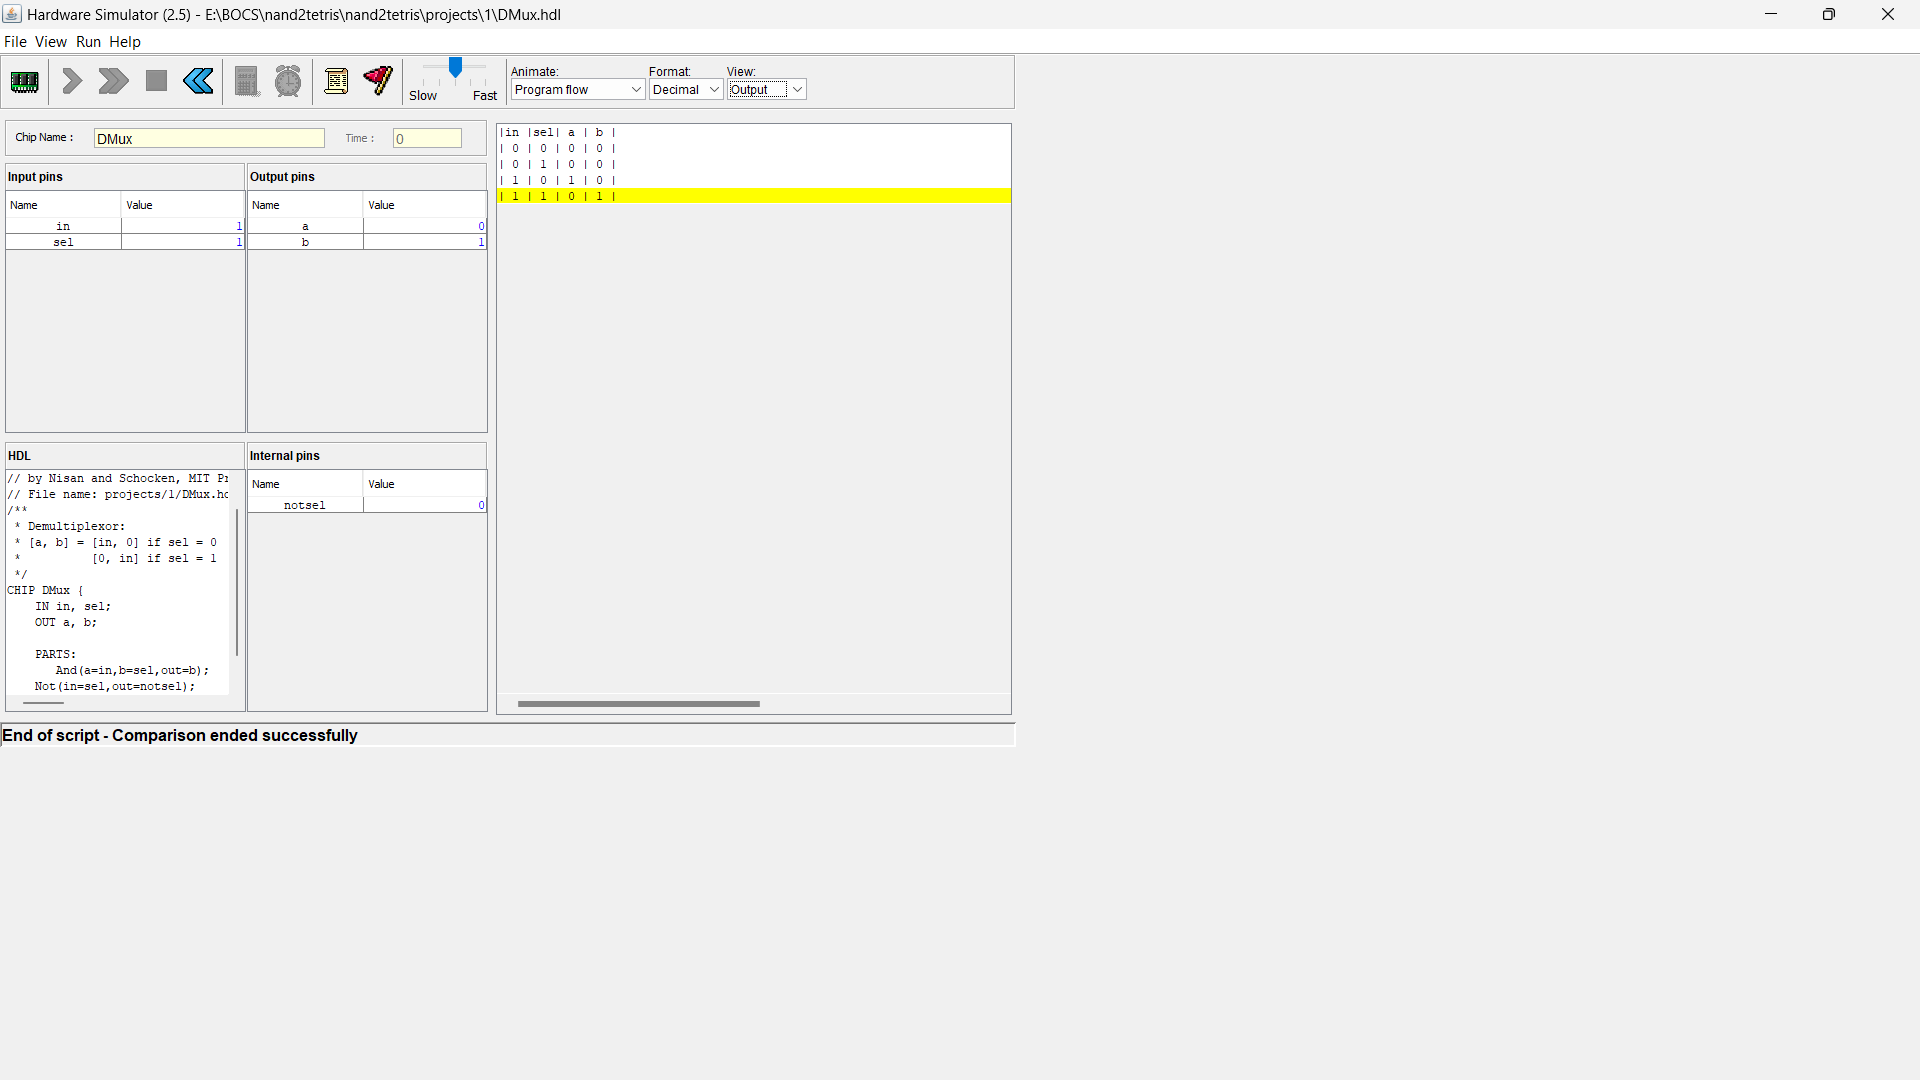 Hardware Simulator (2.5) - E:\BOCS\nand2tetris\nand2tetris\projects\1\DMux.hdl
File View Run Help
Slow Fast
Animate: Format: View:
Program flow Decimal Output
Chip Name : DMux Time : 0
Input pins
Name Value
in 1
sel 1
Output pins
Name Value
a 0
b 1
HDL
// by Nisan and Schocken, MIT Pr
// File name: projects/1/DMux.hd
/**
* Demultiplexor:
* [a, b] = [in, 0] if sel = 0
* [0, in] if sel = 1
*/
CHIP DMux {
IN in, sel;
OUT a, b;
PARTS:
And(a=in,b=sel,out=b);
Not(in=sel,out=notsel);
Internal pins
Name Value
notsel 0
|in |sel| a | b |
| 0 | 0 | 0 | 0 |
| 0 | 1 | 0 | 0 |
| 1 | 0 | 1 | 0 |
| 1 | 1 | 0 | 1 |
End of script - Comparison ended successfully